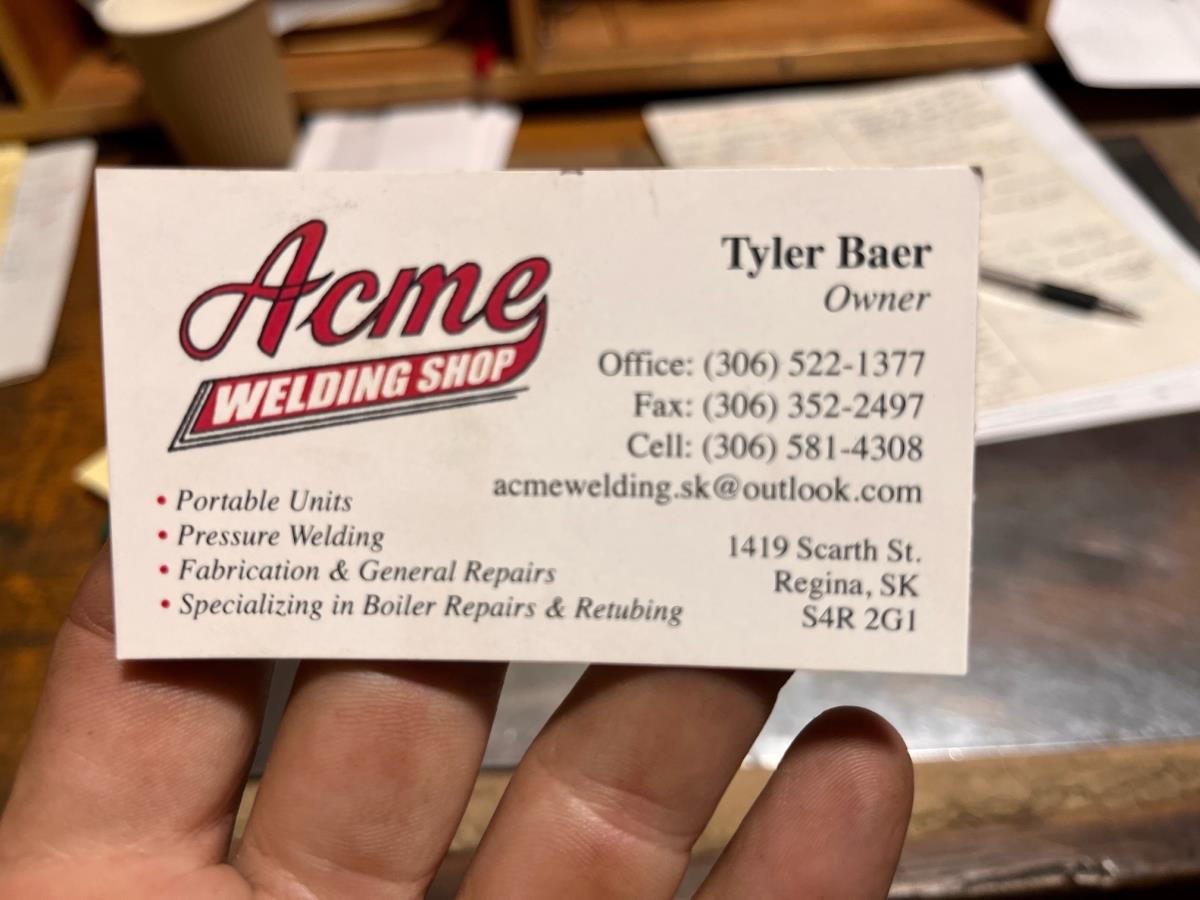 Acme
WELDING SHOP
Tyler Baer
Owner
Office: (306) 522-1377
Fax: (306) 352-2497
Cell: (306) 581-4308
acmewelding.sk@outlook.com
• Portable Units
• Pressure Welding
• Fabrication & General Repairs
• Specializing in Boiler Repairs & Retubing
1419 Scarth St.
Regina, SK
S4R 2G1